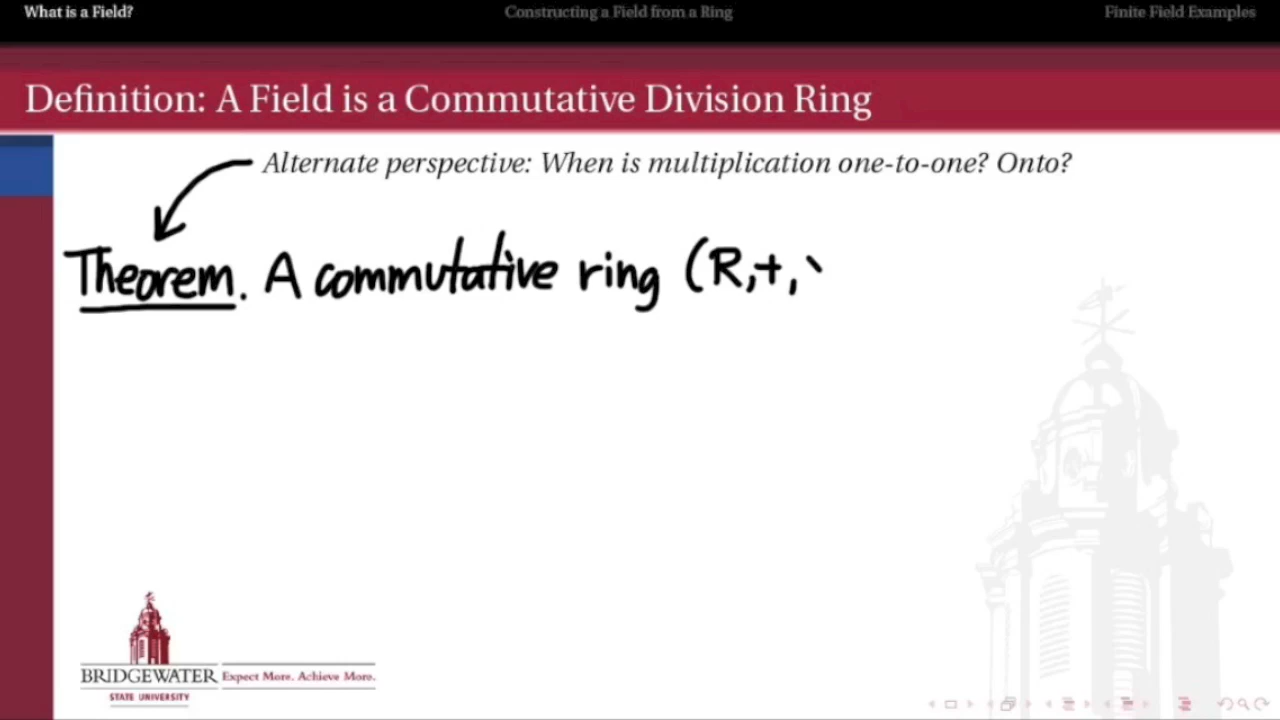 What is a Field? Constructing a Field from a Ring Finite Field Examples
Definition: A Field is a Commutative Division Ring
Alternate perspective: When is multiplication one-to-one? Onto?
Theorem. A commutative ring (R,+,
BRIDGEWATER Expect More. Achieve More.
STATE UNIVERSITY